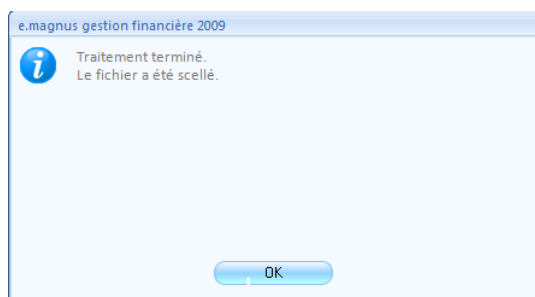 e.magnus gestion financière 2009
Traitement terminé.
Le fichier a été scellé.
OK